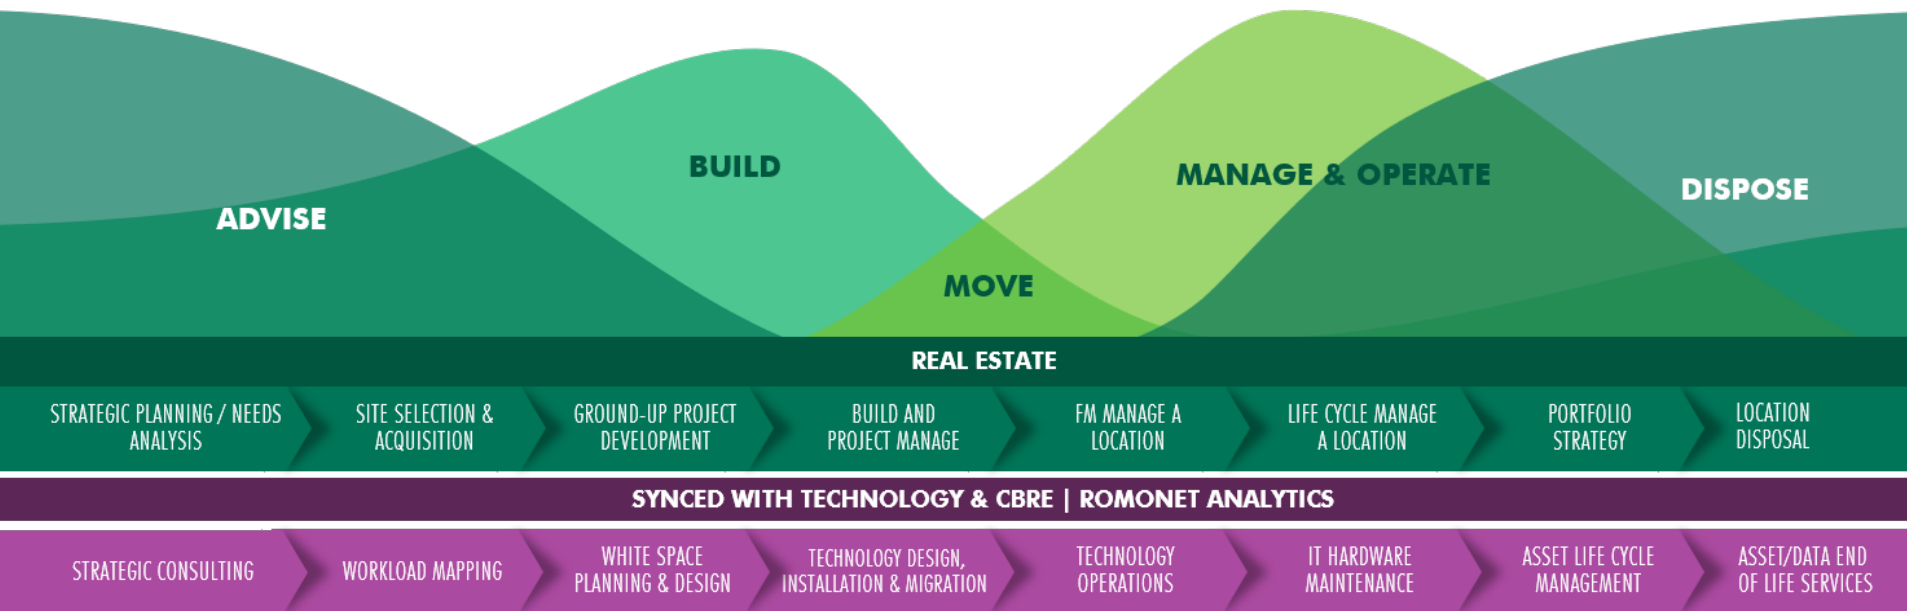 BUILD
MANAGE & OPERATE
DISPOSE
ADVISE
MOVE
REAL ESTATE
STRATEGIC PLANNING / NEEDS
ANALYSIS
SITE SELECTION &
ACQUISITION
GROUND-UP PROJECT
DEVELOPMENT
BUILD AND
PROJECT MANAGE
FM MANAGE A
LOCATION
LIFE CYCLE MANAGE
A LOCATION
PORTFOLIO
STRATEGY
LOCATION
DISPOSAL
SYNCED WITH TECHNOLOGY & CBRE | ROMONET ANALYTICS
STRATEGIC CONSULTING
WORKLOAD MAPPING
WHITE SPACE
PLANNING & DESIGN
TECHNOLOGY DESIGN,
INSTALLATION & MIGRATION
TECHNOLOGY
OPERATIONS
IT HARDWARE
MAINTENANCE
ASSET LIFE CYCLE
MANAGEMENT
ASSET/DATA END
OF LIFE SERVICES